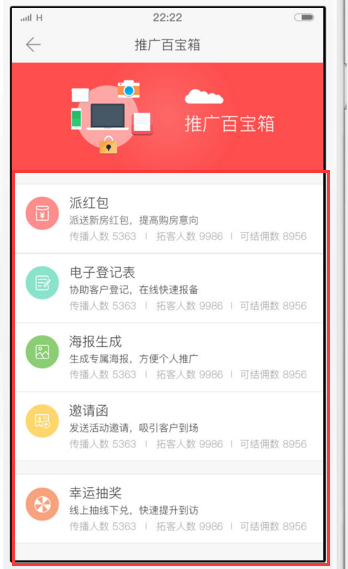 H 22:22
推广百宝箱
推广百宝箱
派红包
派送新房红包，提高购房意向
传播人数 5363 | 拓客人数 9986 | 可结佣数 8956
电子登记表
协助客户登记，在线快速报备
传播人数 5363 | 拓客人数 9986 | 可结佣数 8956
海报生成
生成专属海报，方便个人推广
传播人数 5363 | 拓客人数 9986 | 可结佣数 8956
邀请函
发送活动邀请，吸引客户到场
传播人数 5363 | 拓客人数 9986 | 可结佣数 8956
幸运抽奖
线上抽线下兑，快速提升到访
传播人数 5363 | 拓客人数 9986 | 可结佣数 8956